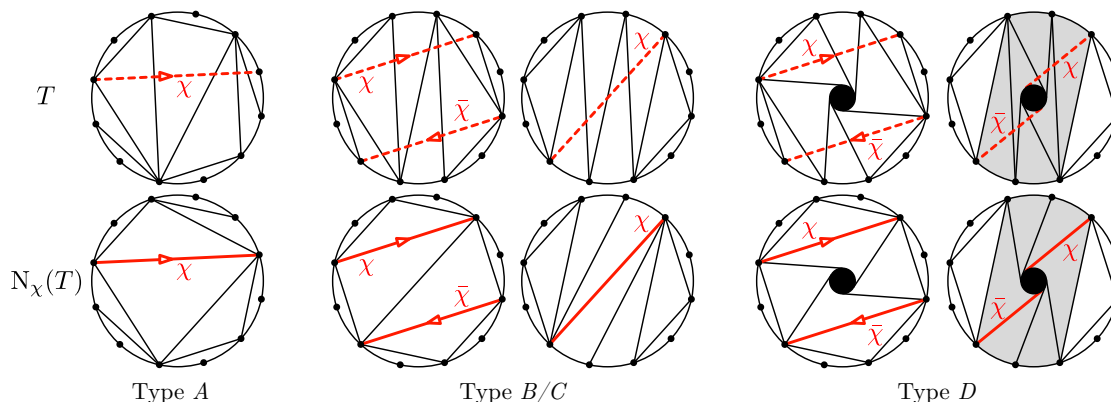 χ χ χ χ χ
T χ χ̄ χ̄ χ̄
χ χ χ χ χ
N_χ(T) χ̄ χ̄ χ̄
Type A Type B/C Type D